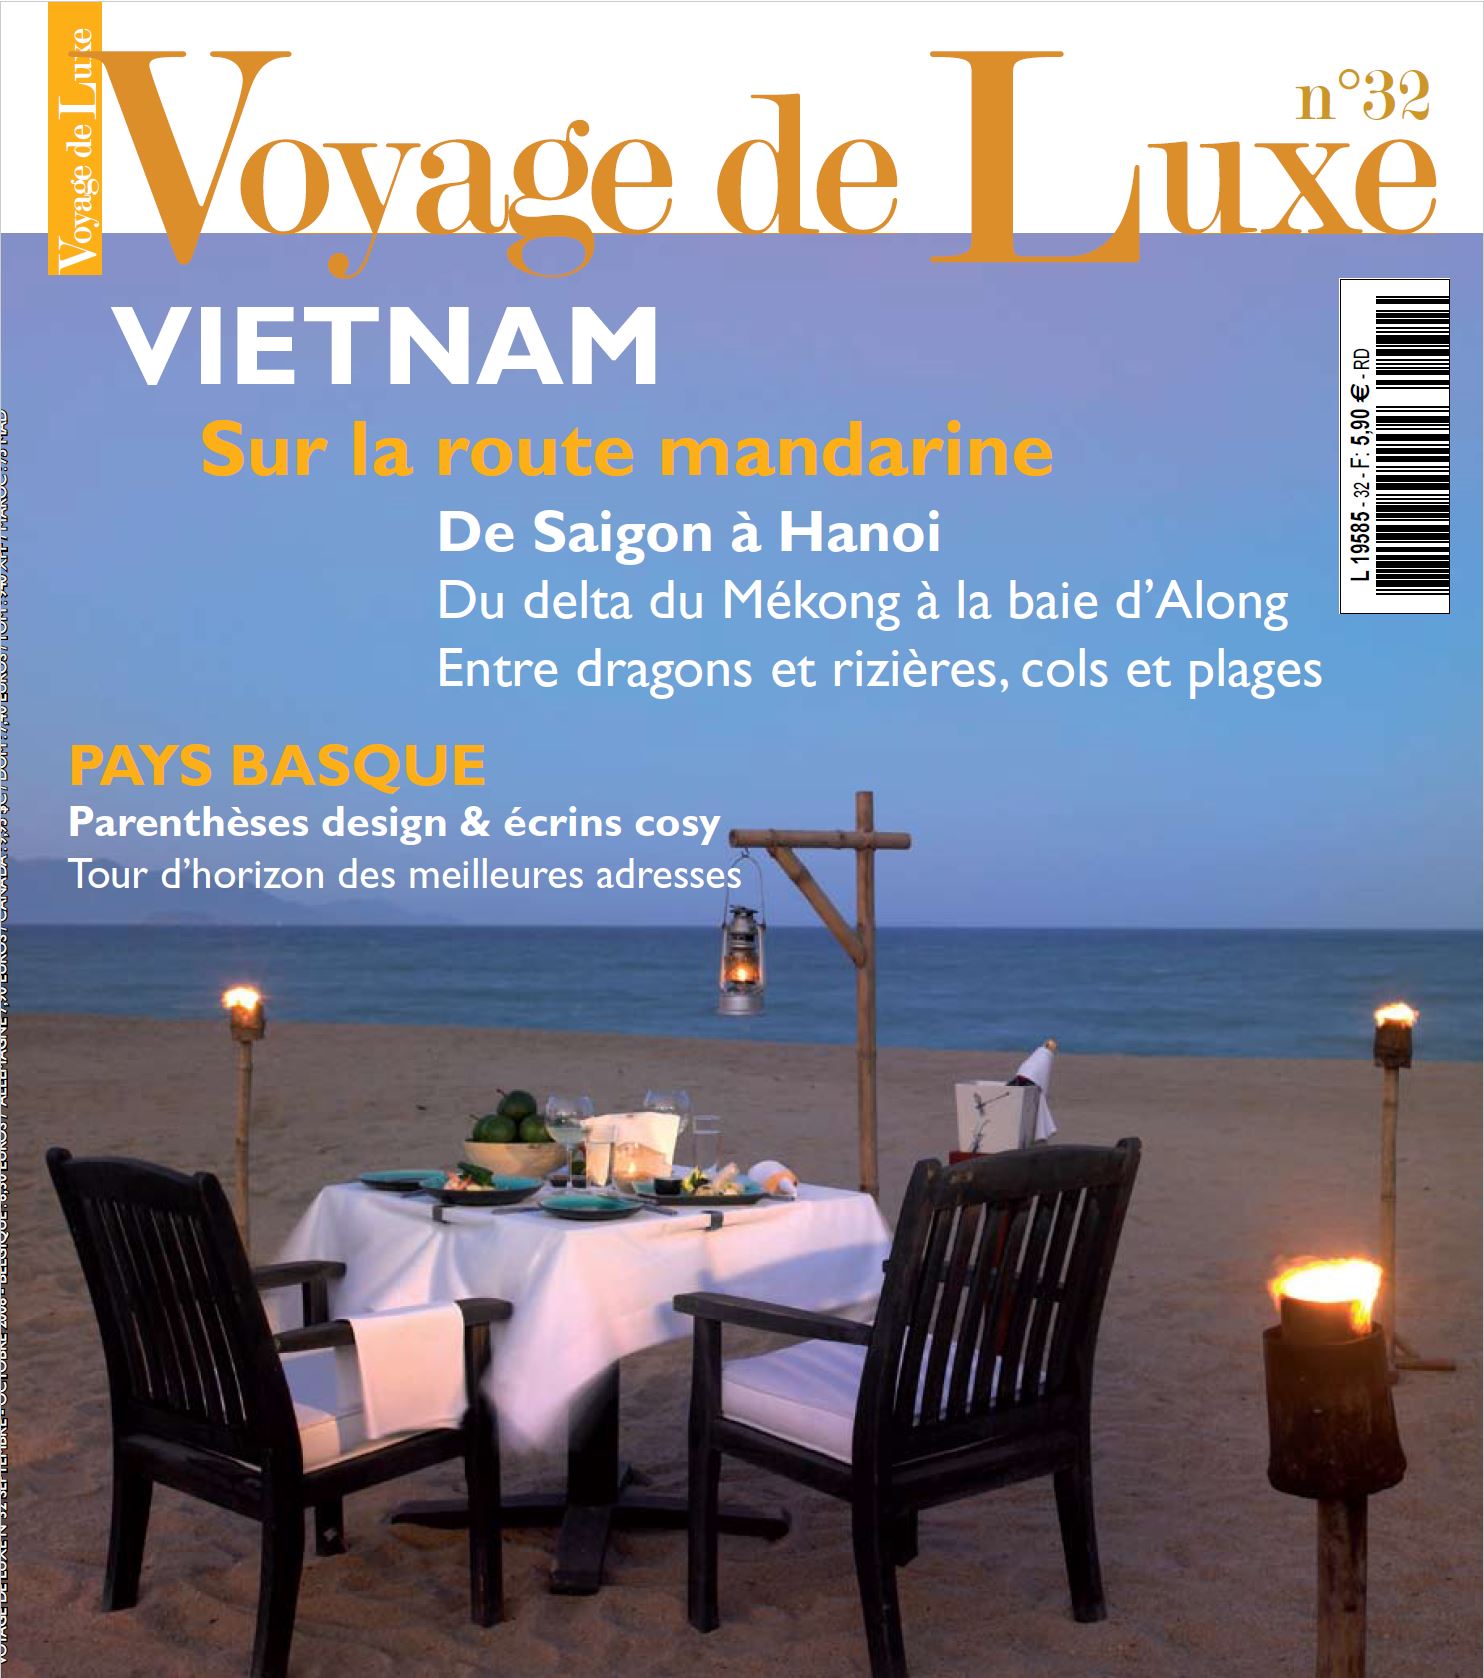 Voyage de Luxe
n°32
Voyage de Luxe
VIETNAM
Sur la route mandarine
De Saigon à Hanoi
Du delta du Mékong à la baie d’Along
Entre dragons et rizières, cols et plages
L 19585 - 32 - F: 5,90 € - RD
PAYS BASQUE
Parenthèses design & écrins cosy
Tour d’horizon des meilleures adresses